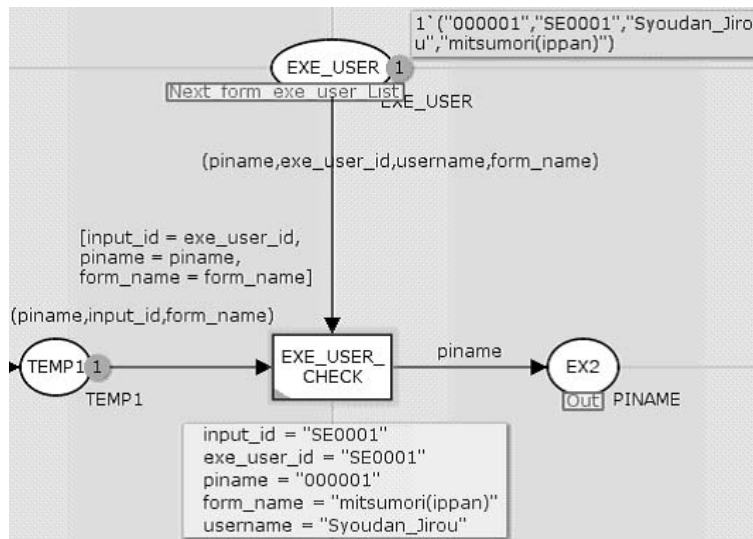 1`("000001","SE0001","Syoudan_Jiro
u","mitsumori(ippan)")
EXE_USER
1
Next form exe user List
EXE_USER
(piname,exe_user_id,username,form_name)
[input_id = exe_user_id,
piname = piname,
form_name = form_name]
(piname,input_id,form_name)
TEMP1
1
TEMP1
EXE_USER_
CHECK
piname
EX2
Out
PINAME
input_id = "SE0001"
exe_user_id = "SE0001"
piname = "000001"
form_name = "mitsumori(ippan)"
username = "Syoudan_Jirou"